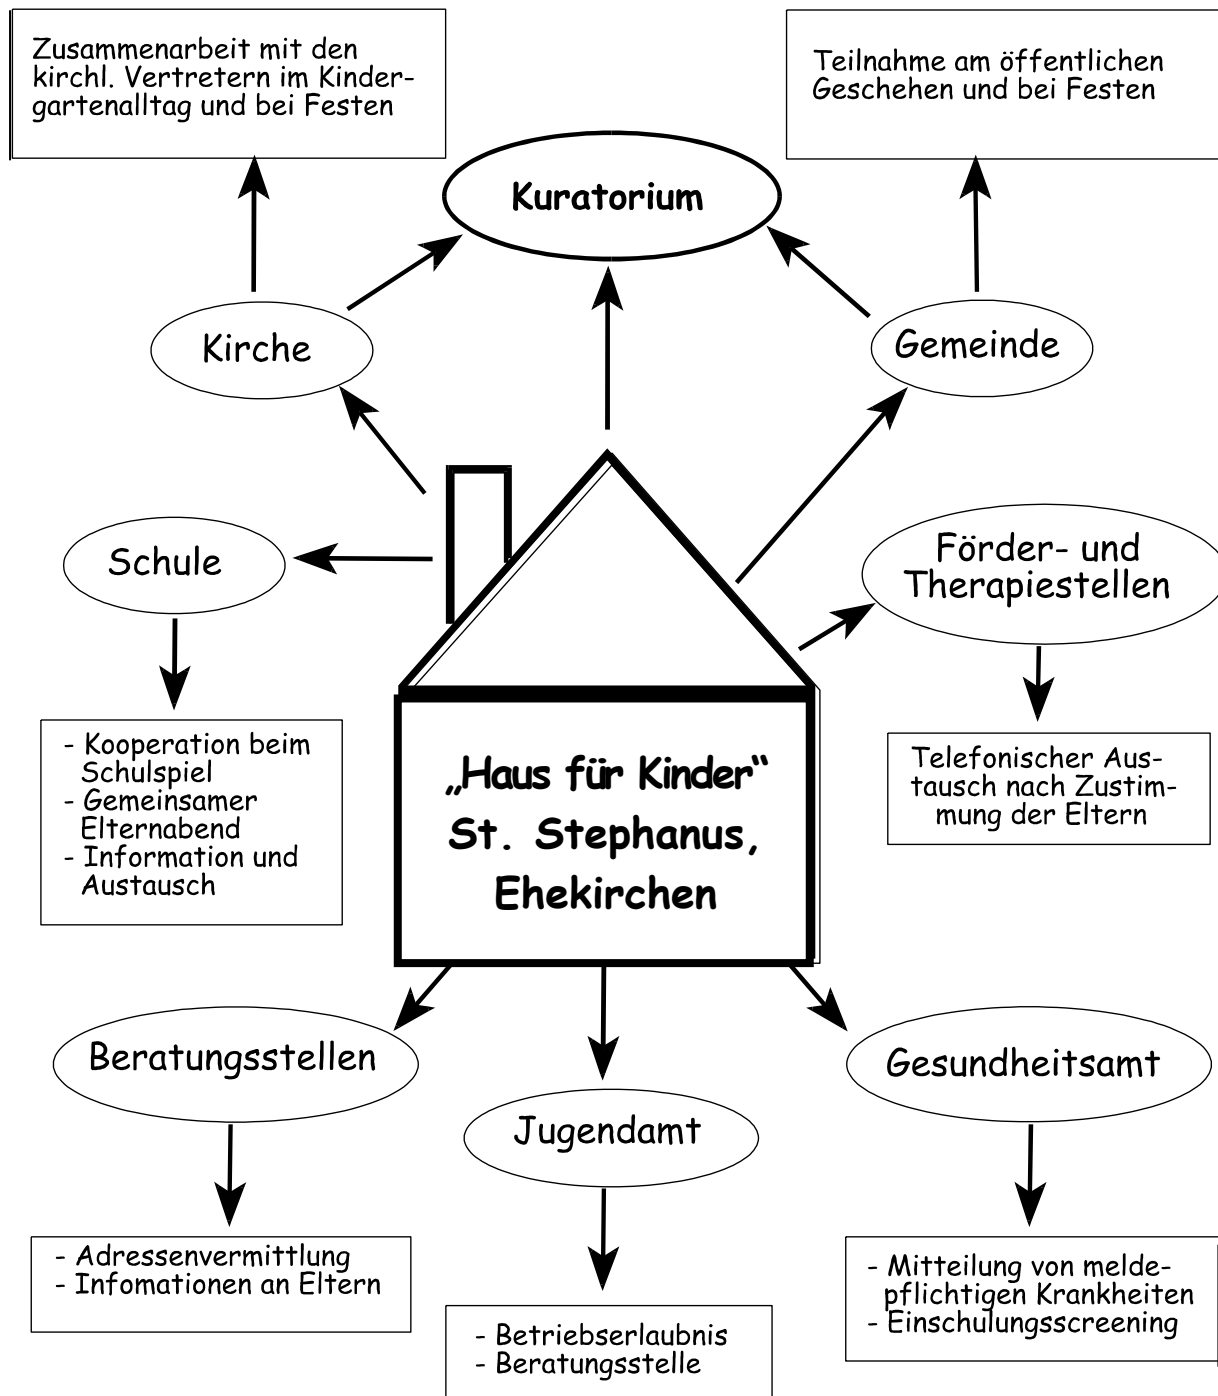 Zusammenarbeit mit den
kirchl. Vertretern im Kinder-
gartenalltag und bei Festen
Teilnahme am öffentlichen
Geschehen und bei Festen
Kuratorium
Kirche
Gemeinde
Schule
Förder- und
Therapiestellen
- Kooperation beim
Schulspiel
- Gemeinsamer
Elternabend
- Information und
Austausch
„Haus für Kinder“
St. Stephanus,
Ehekirchen
Telefonischer Aus-
tausch nach Zustim-
mung der Eltern
Beratungsstellen
Jugendamt
Gesundheitsamt
- Adressenvermittlung
- Infomationen an Eltern
- Betriebserlaubnis
- Beratungsstelle
- Mitteilung von melde-
pflichtigen Krankheiten
- Einschulungsscreening